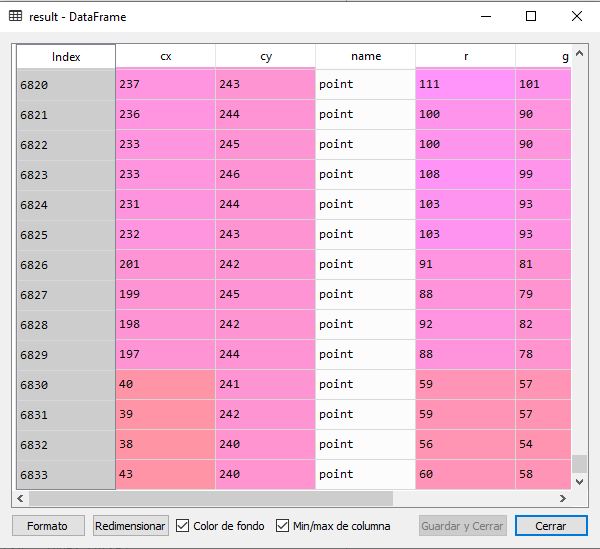 result - DataFrame
Index cx cy name r g
6820 237 243 point 111 101
6821 236 244 point 100 90
6822 233 245 point 100 90
6823 233 246 point 108 99
6824 231 244 point 103 93
6825 232 243 point 103 93
6826 201 242 point 91 81
6827 199 245 point 88 79
6828 198 242 point 92 82
6829 197 244 point 88 78
6830 40 241 point 59 57
6831 39 242 point 59 57
6832 38 240 point 56 54
6833 43 240 point 60 58
Formato Redimensionar Color de fondo Min/max de columna Guardar y Cerrar Cerrar